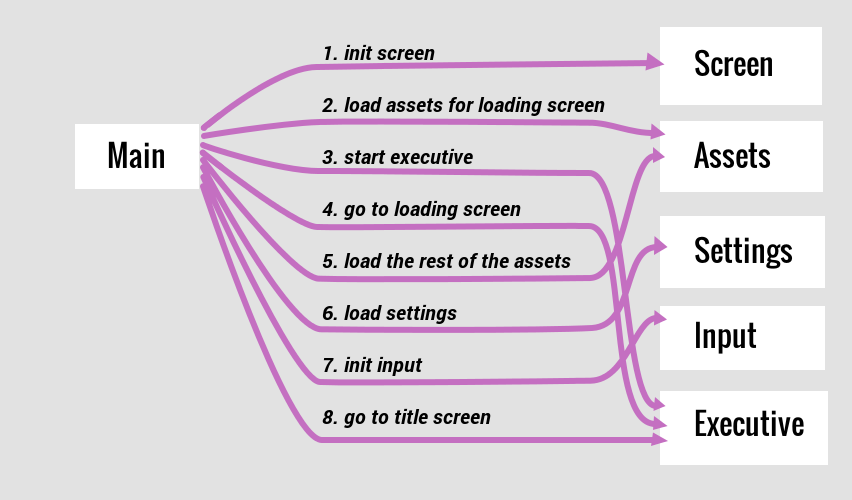 Main
1. init screen
2. load assets for loading screen
3. start executive
4. go to loading screen
5. load the rest of the assets
6. load settings
7. init input
8. go to title screen
Screen
Assets
Settings
Input
Executive